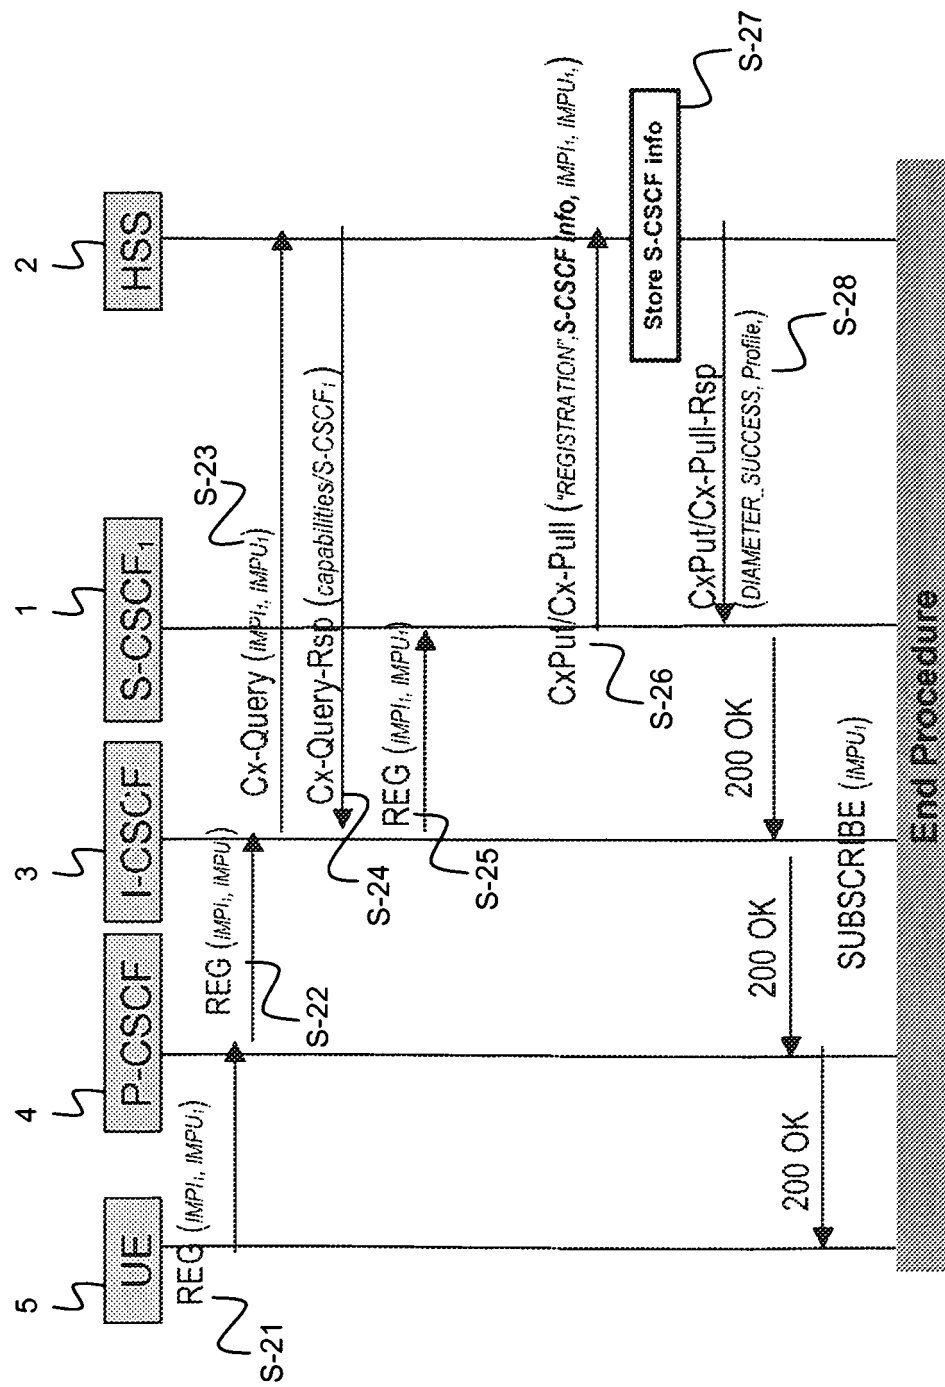 5
4
3
1
2
UE
P-CSCF
I-CSCF
S-CSCF1
HSS
REG (IMPI1, IMPU1)
S-21
REG (IMPI1, IMPU1)
S-22
Cx-Query (IMPI1, IMPU1)
S-23
Cx-Query-Rsp (capabilities/S-CSCF1)
S-24
REG (IMPI1, IMPU1)
S-25
CxPut/Cx-Pull ("REGISTRATION",S-CSCF info, IMPI1, IMPU1,)
S-26
Store S-CSCF info
S-27
CxPut/Cx-Pull-Rsp
(DIAMETER_SUCCESS, Profile,)
S-28
200 OK
200 OK
200 OK
SUBSCRIBE (IMPU1)
End Procedure